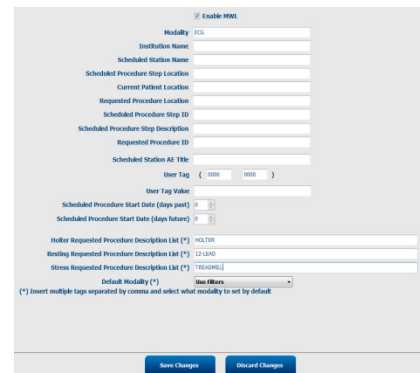 Enable MWL
Modality ECG
Institution Name
Scheduled Station Name
Scheduled Procedure Step Location
Current Patient Location
Requested Procedure Location
Scheduled Procedure Step ID
Scheduled Procedure Step Description
Requested Procedure ID
Scheduled Station AE Title
User Tag ( 0000 0000 )
User Tag Value
Scheduled Procedure Start Date (days past) 0
Scheduled Procedure Start Date (days future) 0
Holter Requested Procedure Description List (*) HOLTER
Resting Requested Procedure Description List (*) 12-LEAD
Stress Requested Procedure Description List (*) TREADMILL
Default Modality (*) Use Filters
(*) Insert multiple tags separated by comma and select what modality to set by default
Save Changes Discard Changes